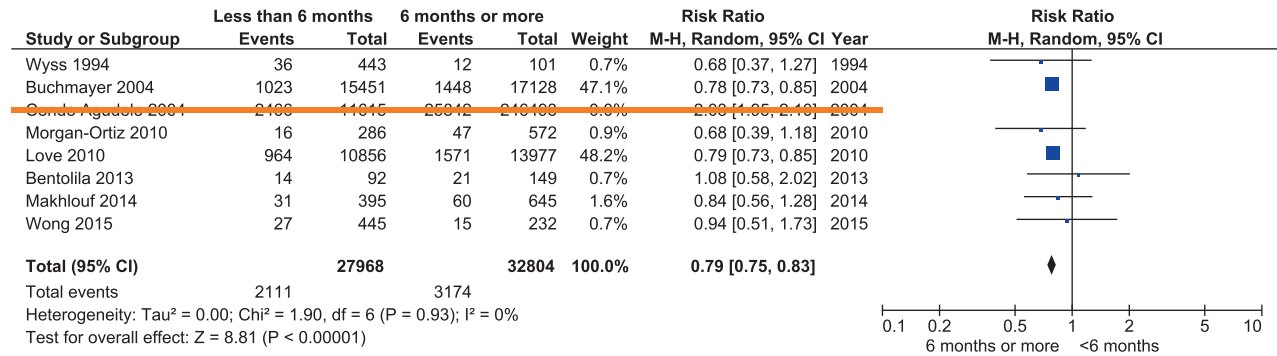 Less than 6 months 6 months or more Risk Ratio Risk Ratio
Study or Subgroup Events Total Events Total Weight M-H, Random, 95% CI Year M-H, Random, 95% CI
Wyss 1994 36 443 12 101 0.7% 0.68 [0.37, 1.27] 1994
Buchmayer 2004 1023 15451 1448 17128 47.1% 0.78 [0.73, 0.85] 2004
2004 2004
Morgan-Ortiz 2010 16 286 47 572 0.9% 0.68 [0.39, 1.18] 2010
Love 2010 964 10856 1571 13977 48.2% 0.79 [0.73, 0.85] 2010
Bentolila 2013 14 92 21 149 0.7% 1.08 [0.58, 2.02] 2013
Makhlouf 2014 31 395 60 645 1.6% 0.84 [0.56, 1.28] 2014
Wong 2015 27 445 15 232 0.7% 0.94 [0.51, 1.73] 2015
Total (95% CI) 27968 32804 100.0% 0.79 [0.75, 0.83]
Total events 2111 3174
Heterogeneity: Tau² = 0.00; Chi² = 1.90, df = 6 (P = 0.93); I² = 0%
Test for overall effect: Z = 8.81 (P < 0.00001)
0.1 0.2 0.5 1 2 5 10
6 months or more <6 months